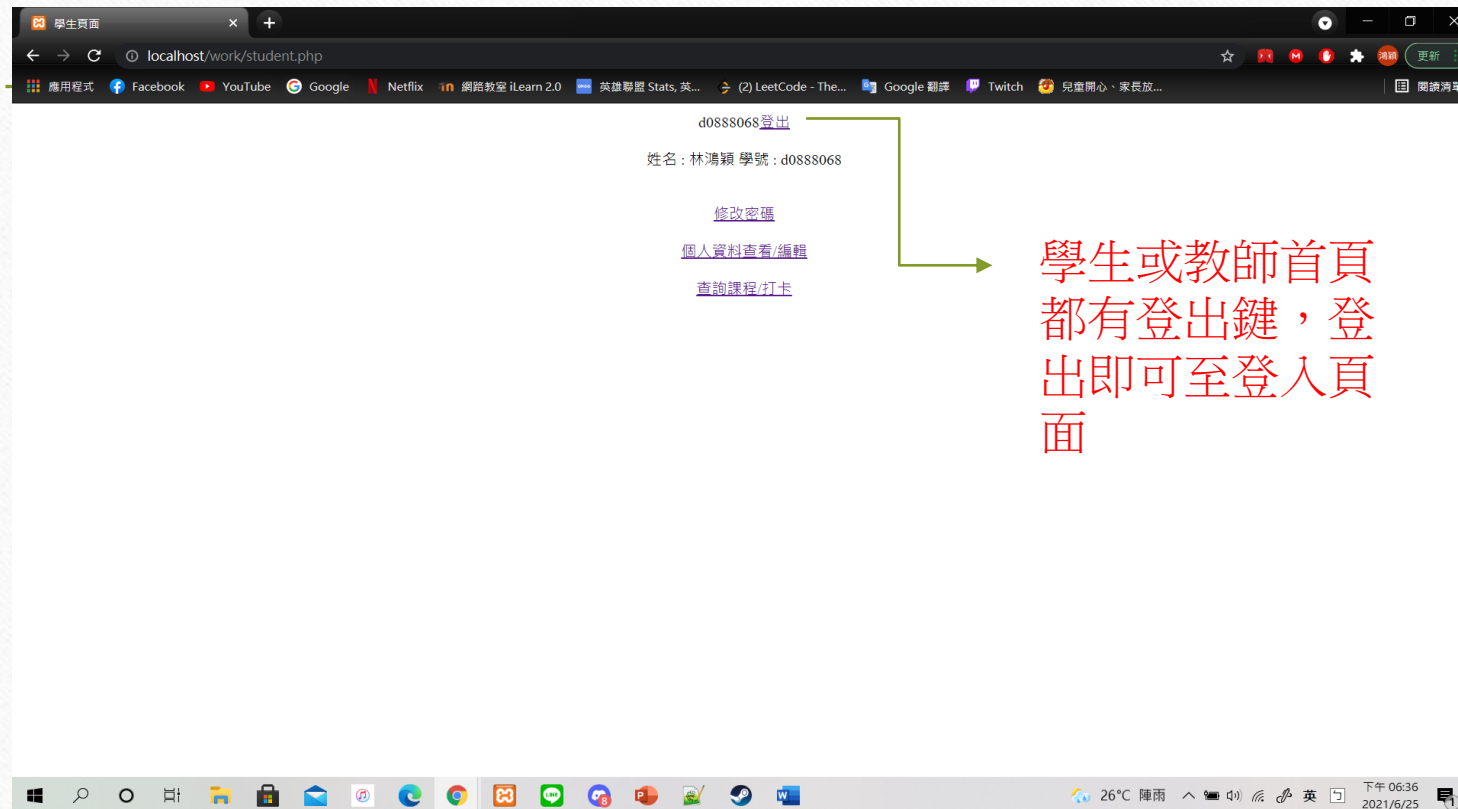 學生頁面
localhost/work/student.php
鴻穎
更新
應用程式 Facebook YouTube Google Netflix 網路教室 iLearn 2.0 英雄聯盟 Stats, 英... (2) LeetCode - The... Google 翻譯 Twitch 兒童開心、家長放... 閱讀清單
d0888068登出
姓名 : 林鴻穎 學號 : d0888068
修改密碼
個人資料查看/編輯
查詢課程/打卡
學生或教師首頁
都有登出鍵，登
出即可至登入頁
面
26°C 陣雨 英 下午 06:36
2021/6/25